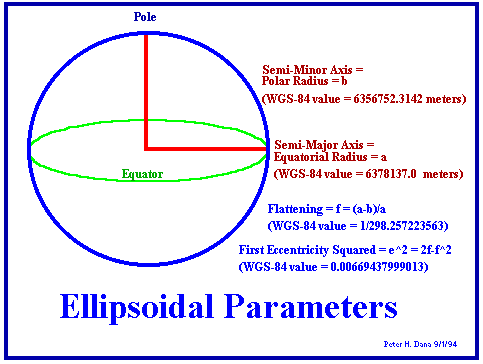 Pole
Semi-Minor Axis =
Polar Radius = b
(WGS-84 value = 6356752.3142 meters)
Semi-Major Axis =
Equatorial Radius = a
(WGS-84 value = 6378137.0 meters)
Equator
Flattening = f = (a-b)/a
(WGS-84 value = 1/298.257223563)
First Eccentricity Squared = e^2 = 2f-f^2
(WGS-84 value = 0.00669437999013)
Ellipsoidal Parameters
Peter H. Dana 9/1/94